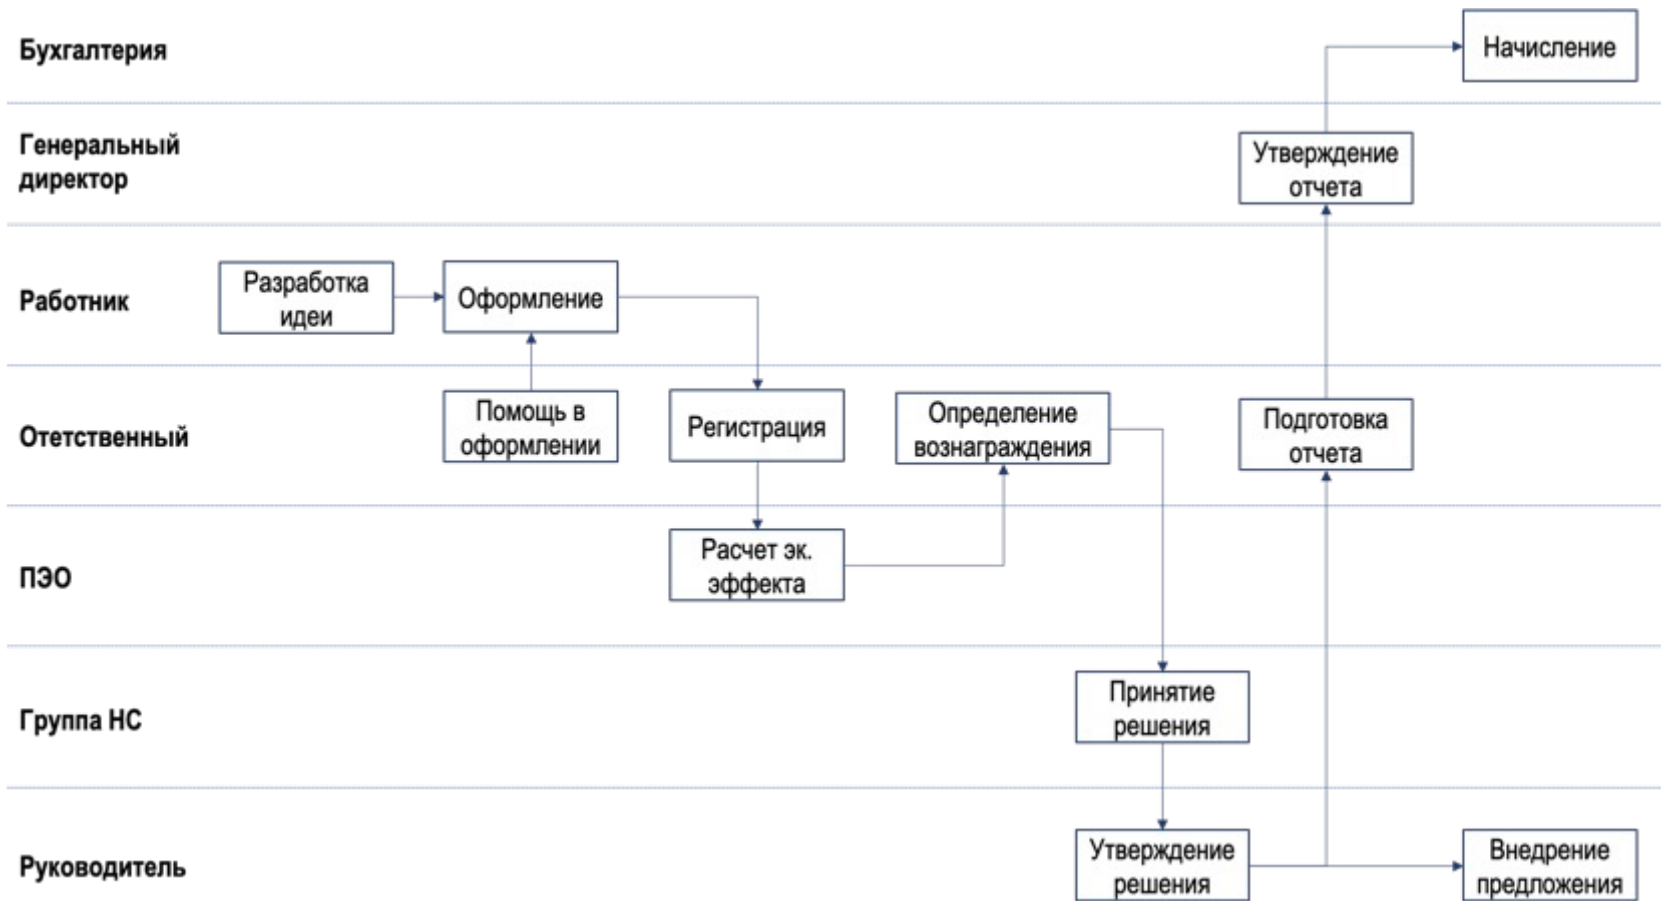 Бухгалтерия
Начисление
Генеральный
директор
Утверждение
отчета
Работник
Разработка
идеи
Оформление
Отетственный
Помощь в
оформлении
Регистрация
Определение
вознаграждения
Подготовка
отчета
ПЭО
Расчет эк.
эффекта
Группа НС
Принятие
решения
Руководитель
Утверждение
решения
Внедрение
предложения